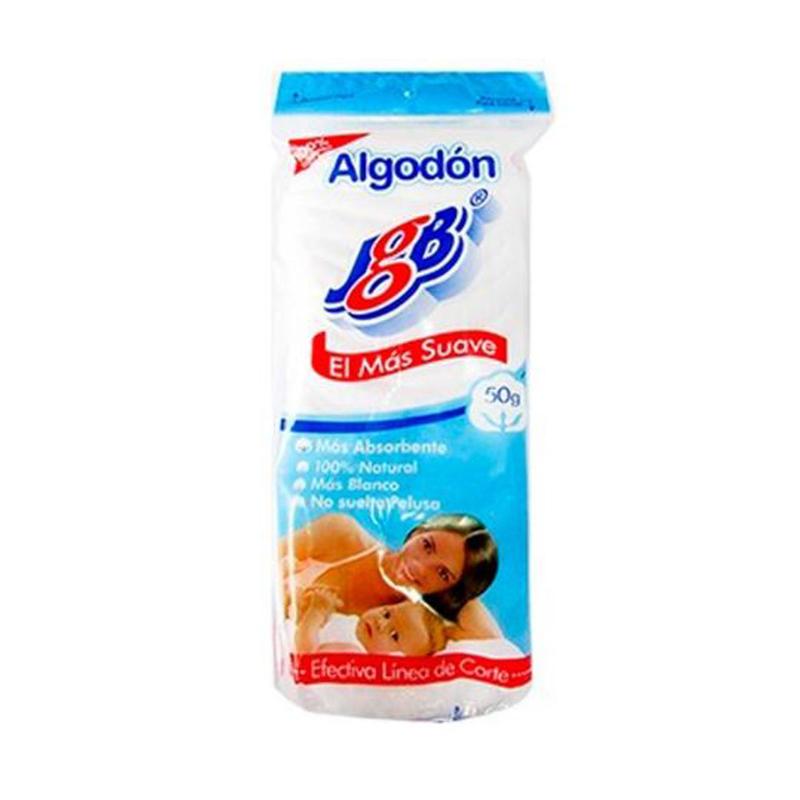 100%
Algodón
JgB®
El Más Suave
50g
Más Absorbente
100% Natural
Más Blanco
No suelta Pelusa
Efectiva Línea de Corte